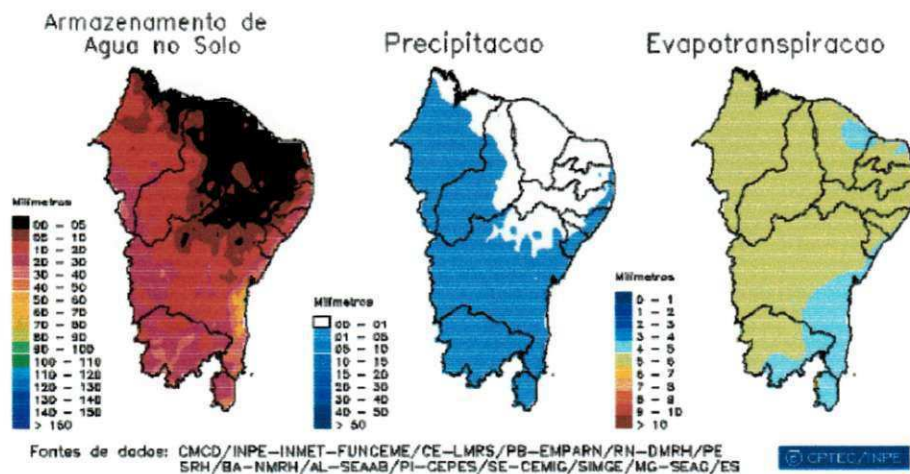 Armazenamento de
Agua no Solo
Precipitacao
Evapotranspiracao
Milímetros
00 - 05
05 - 10
10 - 20
20 - 30
30 - 40
40 - 50
50 - 60
60 - 70
70 - 80
80 - 90
90 - 100
100 - 110
110 - 120
120 - 130
130 - 140
140 - 150
> 150
Milímetros
00 - 01
01 - 05
05 - 10
10 - 15
15 - 20
20 - 30
30 - 40
40 - 50
> 50
Milímetros
0 - 1
1 - 2
2 - 3
3 - 4
4 - 5
5 - 6
6 - 7
7 - 8
8 - 9
9 - 10
> 10
Fontes de dados: CMCD/INPE-INMET-FUNCEME/CE-LMRS/PB-EMPARN/RN-DMRH/PE
SRH/BA-NMRH/AL-SEAAB/PI-CEPES/SE-CEMIG/SIMGE/MG-SEAG/ES
© CPTEC/INPE